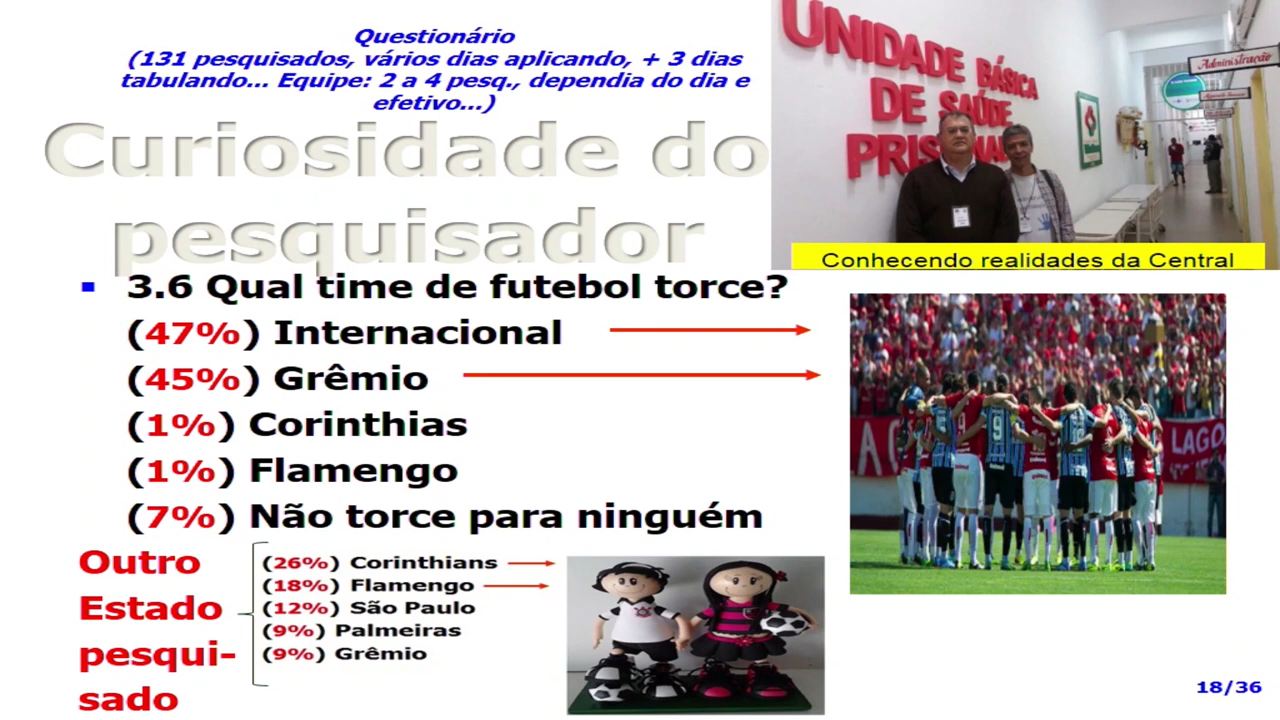 Questionário
(131 pesquisados, vários dias aplicando, + 3 dias
tabulando... Equipe: 2 a 4 pesq., dependia do dia e
efetivo...)
Curiosidade do
pesquisador
UNIDADE BÁSICA
DE SAÚDE
PRIS
Administração
Conhecendo realidades da Central
3.6 Qual time de futebol torce?
(47%) Internacional
(45%) Grêmio
(1%) Corinthias
(1%) Flamengo
(7%) Não torce para ninguém
LAGO
Outro
Estado
pesqui-
sado
(26%) Corinthians
(18%) Flamengo
(12%) São Paulo
(9%) Palmeiras
(9%) Grêmio
18/36